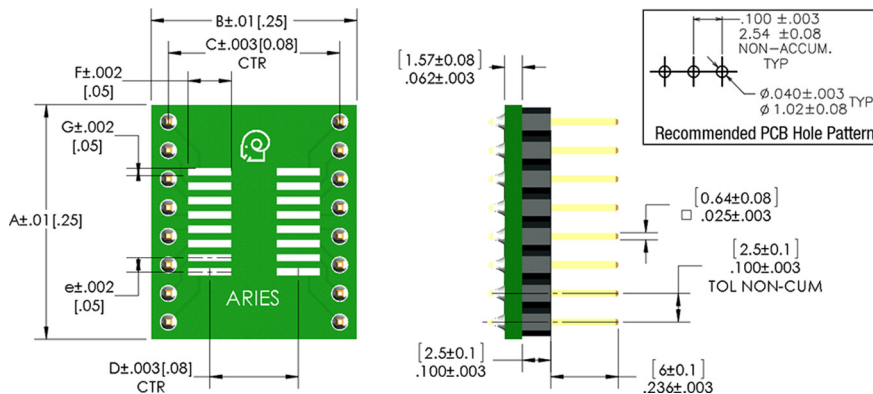 B±.01[.25]
C±.003[0.08]
CTR
F±.002
[.05]
G±.002
[.05]
A±.01[.25]
e±.002
[.05]
ARIES
D±.003[.08]
CTR
[1.57±0.08]
.062±.003
[0.64±0.08]
□ .025±.003
[2.5±0.1]
.100±.003
TOL NON-CUM
[2.5±0.1]
.100±.003
[6±0.1]
.236±.003
.100 ±.003
2.54 ±0.08
NON-ACCUM.
TYP
Ø.040±.003
Ø 1.02±0.08 TYP
Recommended PCB Hole Pattern